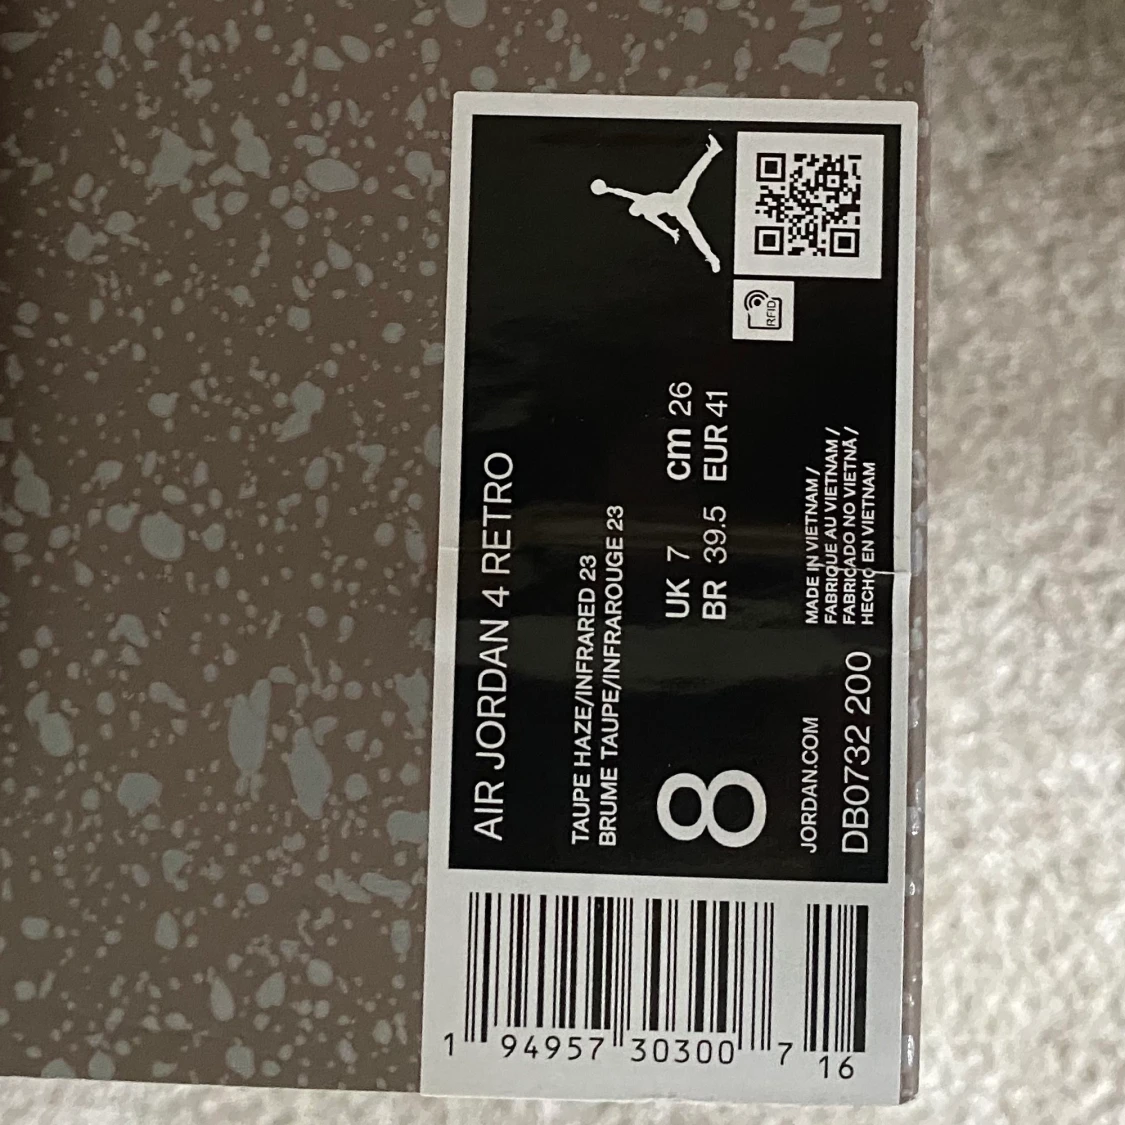 AIR JORDAN 4 RETRO
TAUPE HAZE/INFRARED 23
BRUME TAUPE/INFRAROUGE 23
8
UK 7 cm 26
BR 39.5 EUR 41
RFID
JORDAN.COM
DB0732 200
MADE IN VIETNAM/
FABRIQUE AU VIETNAM/
FABRICADO NO VIETNÃ/
HECHO EN VIETNAM
1 94957 30300 7
16